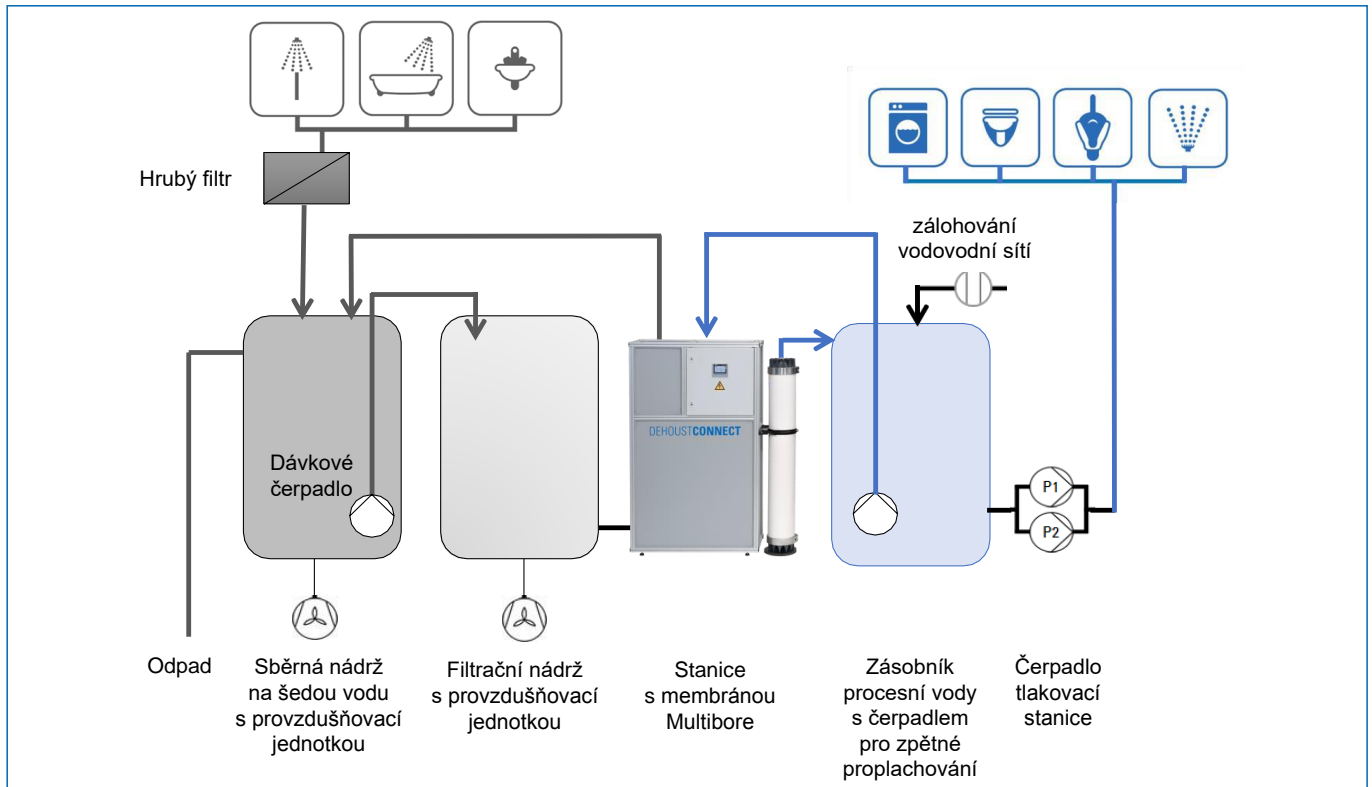 Hrubý filtr
zálohování
vodovodní sítí
Dávkové
čerpadlo
DEHOUSTCONNECT
P1
P2
Odpad
Sběrná nádrž
na šedou vodu
s provzdušňovací
jednotkou
Filtrační nádrž
s provzdušňovací
jednotkou
Stanice
s membránou
Multibore
Zásobník
procesní vody
s čerpadlem
pro zpětné
proplachování
Čerpadlo
tlakovací
stanice